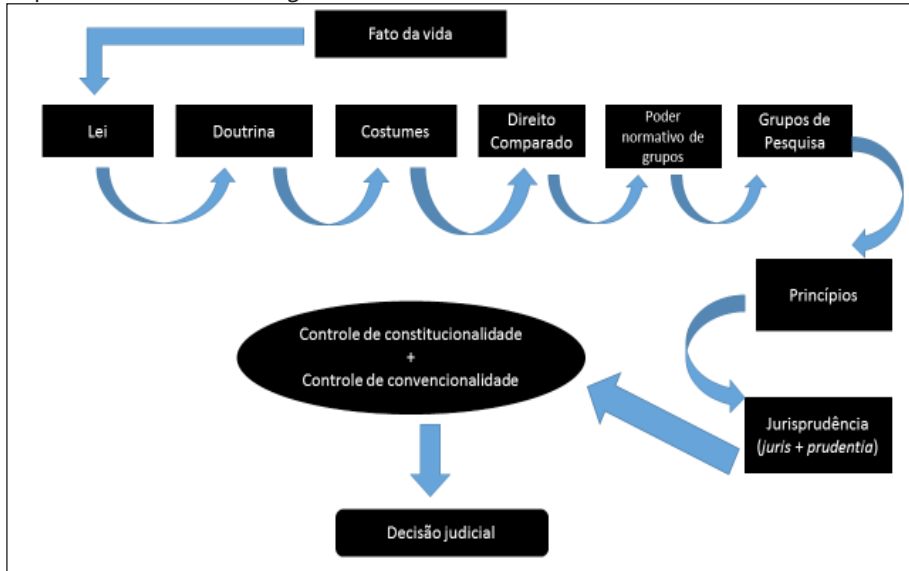 Fato da vida
Lei
Doutrina
Costumes
Direito
Comparado
Poder
normativo de
grupos
Grupos de
Pesquisa
Princípios
Jurisprudência
(juris + prudentia)
Controle de constitucionalidade
+
Controle de convencionalidade
Decisão judicial